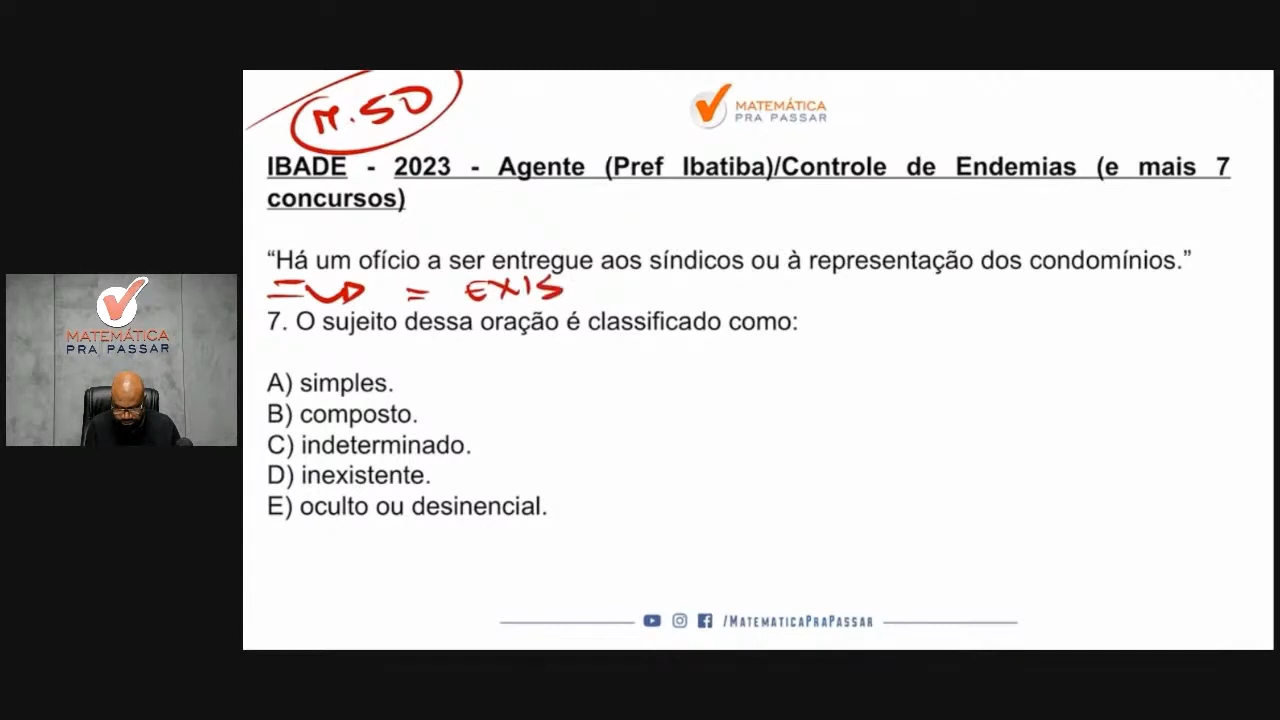 MATEMÁTICA
PRA PASSAR
IBADE - 2023 - Agente (Pref Ibatiba)/Controle de Endemias (e mais 7
concursos)
“Há um ofício a ser entregue aos síndicos ou à representação dos condomínios.”
= EXIS
7. O sujeito dessa oração é classificado como:
A) simples.
B) composto.
C) indeterminado.
D) inexistente.
E) oculto ou desinencial.
/MATEMATICAPRAPASSAR
MATEMÁTICA
PRA PASSAR